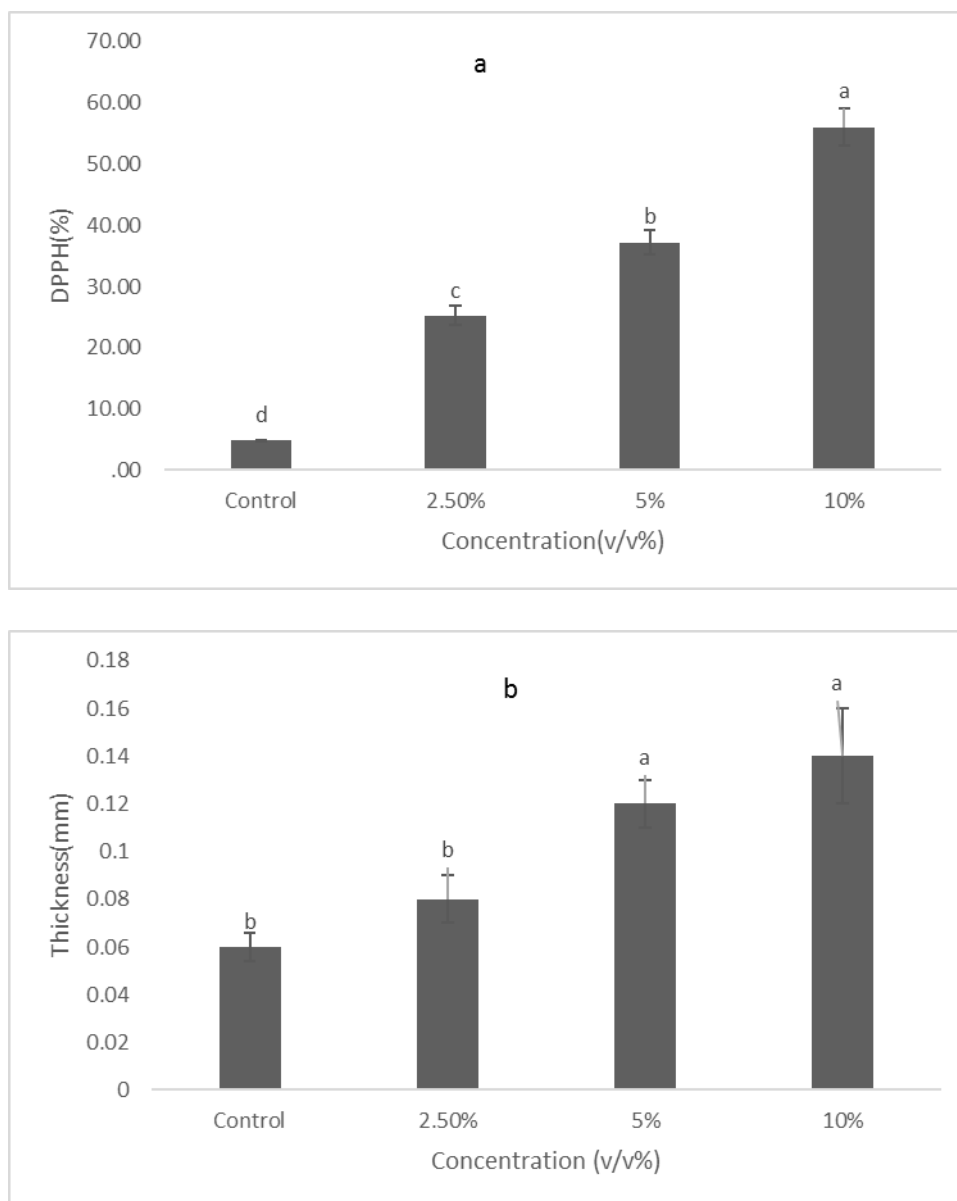 70.00
a
a
60.00
50.00
b
40.00
DPPH(%)
c
30.00
20.00
d
10.00
.00
Control 2.50% 5% 10%
Concentration(v/v%)
0.18
b
a
0.16
a
0.14
0.12
b
0.1
Thickness(mm)
0.08
b
0.06
0.04
0.02
0
Control 2.50% 5% 10%
Concentration (v/v%)